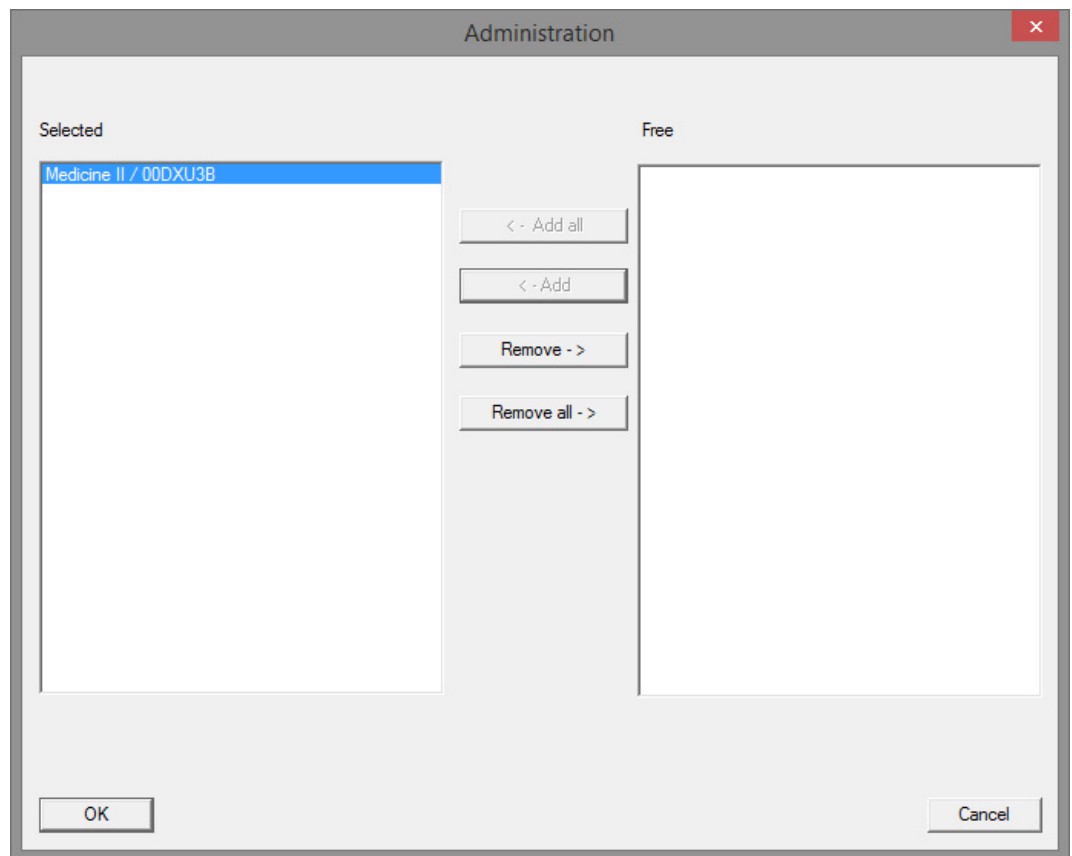 Administration
Selected
Free
Medicine II / 00DXU3B
< - Add all
< - Add
Remove - >
Remove all - >
OK
Cancel